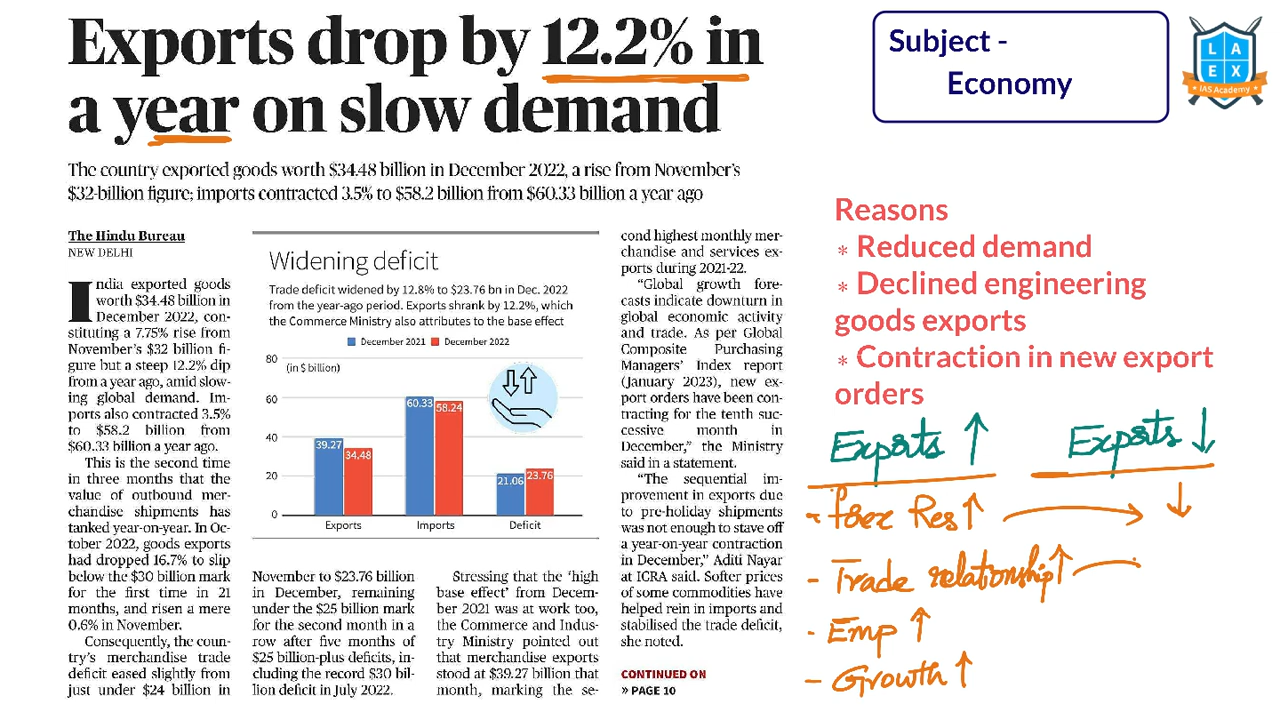 Exports drop by 12.2% in
a year on slow demand
The country exported goods worth $34.48 billion in December 2022, a rise from November's
$32-billion figure; imports contracted 3.5% to $58.2 billion from $60.33 billion a year ago
The Hindu Bureau
NEW DELHI
India exported goods
worth $34.48 billion in
December 2022, con-
stituting a 7.75% rise from
November's $32 billion fi-
gure but a steep 12.2% dip
from a year ago, amid slow-
ing global demand. Im-
ports also contracted 3.5%
to $58.2 billion from
$60.33 billion a year ago.
This is the second time
in three months that the
value of outbound mer-
chandise shipments has
tanked year-on-year. In Oc-
tober 2022, goods exports
had dropped 16.7% to slip
below the $30 billion mark
for the first time in 21
months, and risen a mere
0.6% in November.
Consequently, the coun-
try's merchandise trade
deficit eased slightly from
just under $24 billion in
Widening deficit
Trade deficit widened by 12.8% to $23.76 bn in Dec. 2022
from the year-ago period. Exports shrank by 12.2%, which
the Commerce Ministry also attributes to the base effect
December 2021 December 2022
(in $ billion)
80
60
40
20
0
39.27
34.48
60.33
58.24
21.06
23.76
Exports Imports Deficit
November to $23.76 billion
in December, remaining
under the $25 billion mark
for the second month in a
row after five months of
$25 billion-plus deficits, in-
cluding the record $30 bil-
lion deficit in July 2022.
Stressing that the 'high
base effect' from Decem-
ber 2021 was at work too,
the Commerce and Indus-
try Ministry pointed out
that merchandise exports
stood at $39.27 billion that
month, marking the se-
cond highest monthly mer-
chandise and services ex-
ports during 2021-22.
"Global growth fore-
casts indicate downturn in
global economic activity
and trade. As per Global
Composite Purchasing
Managers' Index report
(January 2023), new ex-
port orders have been con-
tracting for the tenth suc-
cessive month in
December," the Ministry
said in a statement.
"The sequential im-
provement in exports due
to pre-holiday shipments
was not enough to stave off
a year-on-year contraction
in December," Aditi Nayar
at ICRA said. Softer prices
of some commodities have
helped rein in imports and
stabilised the trade deficit,
she noted.
CONTINUED ON
» PAGE 10
Subject -
Economy
L A
E X
IAS Academy
Reasons
* Reduced demand
* Declined engineering
goods exports
* Contraction in new export
orders
Exports ↑ Exports ↓
- forex Res ↑ → ↓
- Trade relationship ↑
- Emp ↑
- Growth ↑